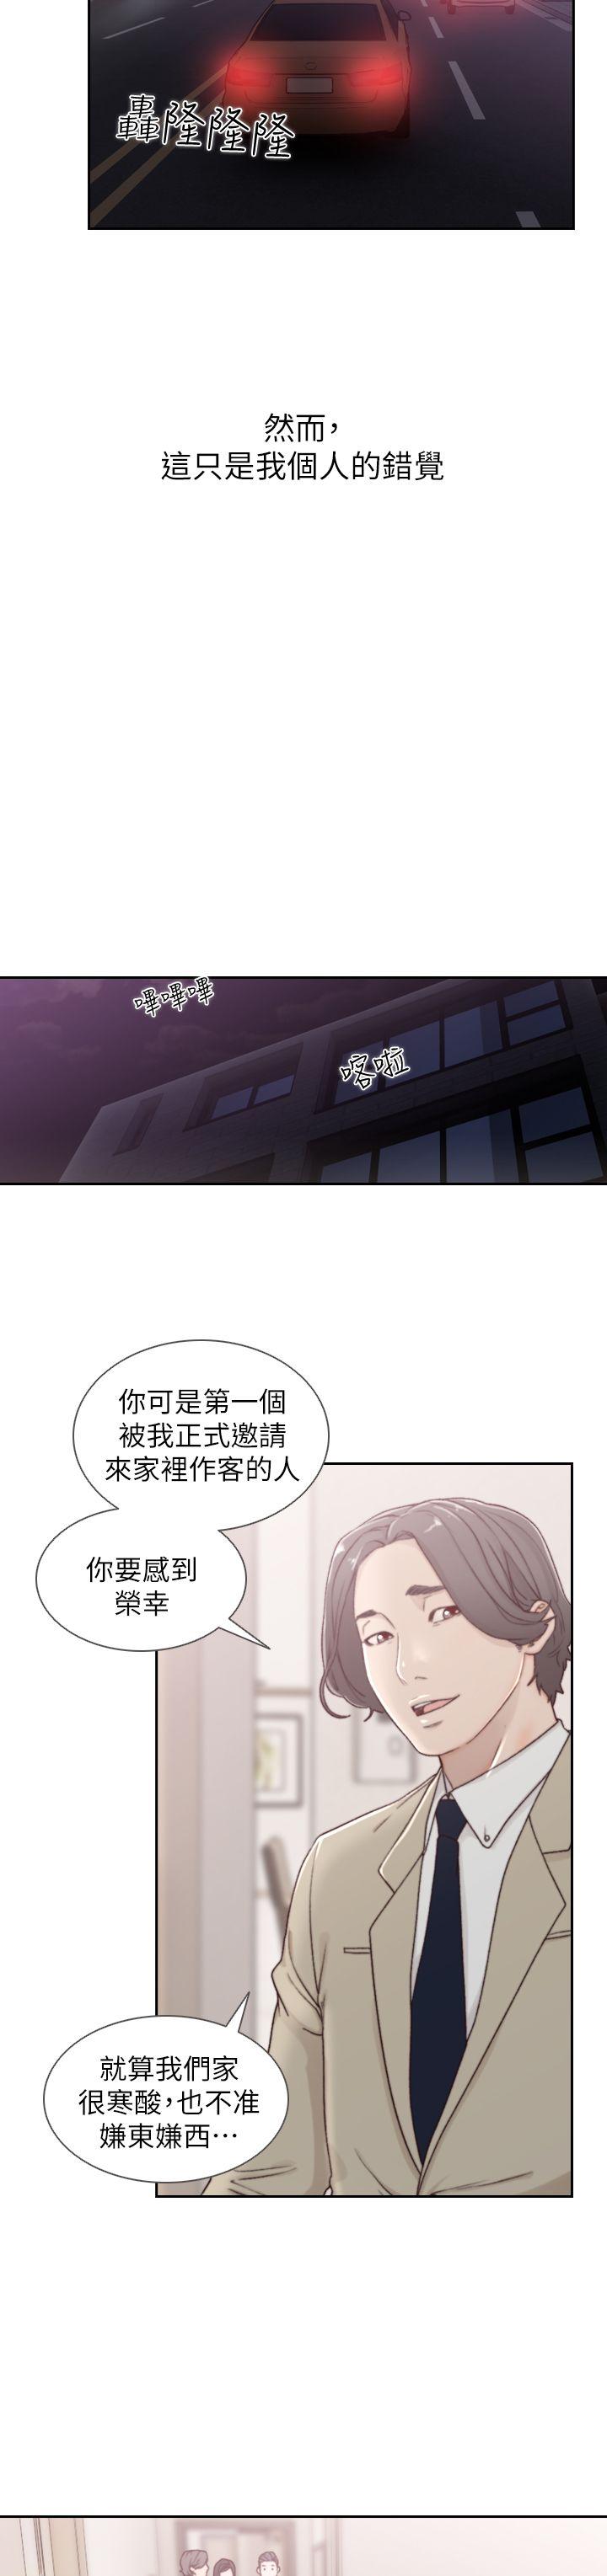 轟隆隆隆
然而，
這只是我個人的錯覺
嗶嗶嗶
喀啦
你可是第一個
被我正式邀請
來家裡作客的人
你要感到
榮幸
就算我們家
很寒酸，也不准
嫌東嫌西…